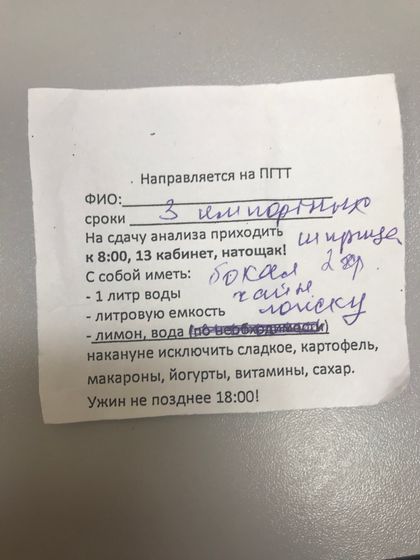 . Направляется на ПГТТ
ФИО:
сроки 3 импортных
На сдачу анализа приходить шприца
к 8:00, 13 кабинет, натощак!
С собой иметь: бокал 2 хр
- 1 литр воды чайн
- литровую емкость ложку
- лимон, вода (по необходимости)
накануне исключить сладкое, картофель,
макароны, йогурты, витамины, сахар.
Ужин не позднее 18:00!